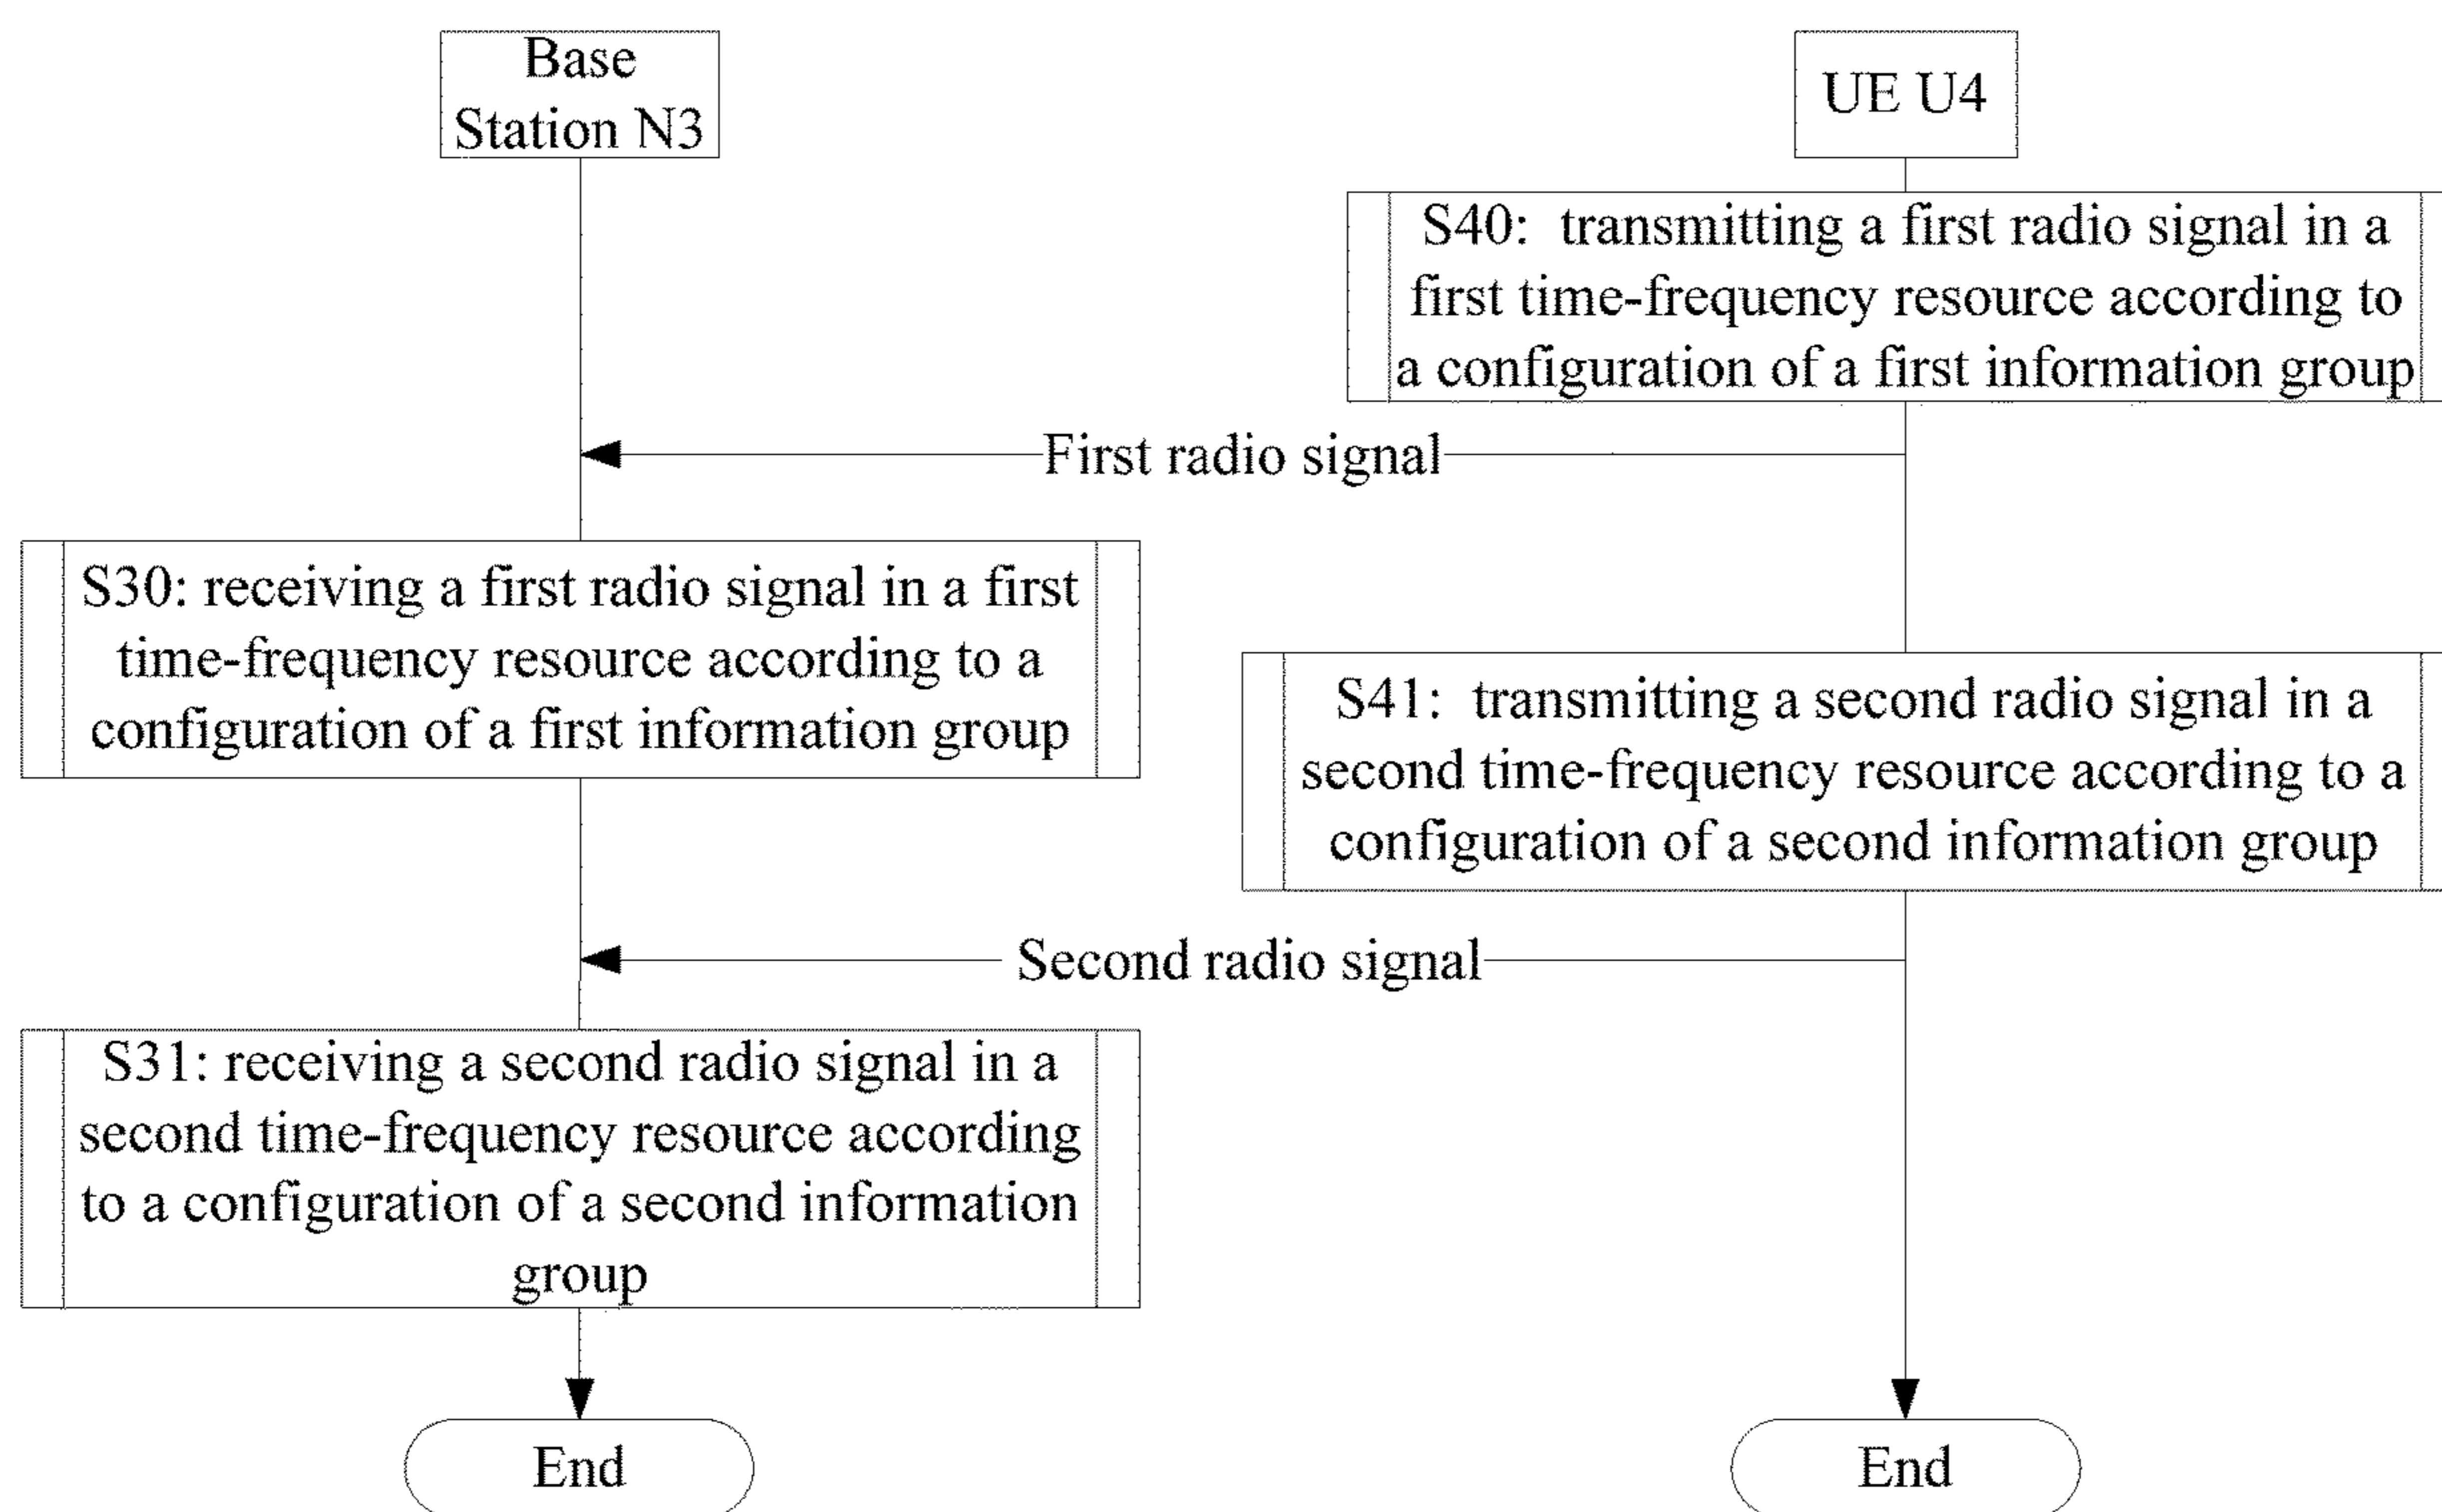 Base
Station N3
UE U4
S40: transmitting a first radio signal in a
first time-frequency resource according to
a configuration of a first information group
First radio signal
S30: receiving a first radio signal in a first
time-frequency resource according to a
configuration of a first information group
S41: transmitting a second radio signal in a
second time-frequency resource according to a
configuration of a second information group
Second radio signal
S31: receiving a second radio signal in a
second time-frequency resource according
to a configuration of a second information
group
End
End